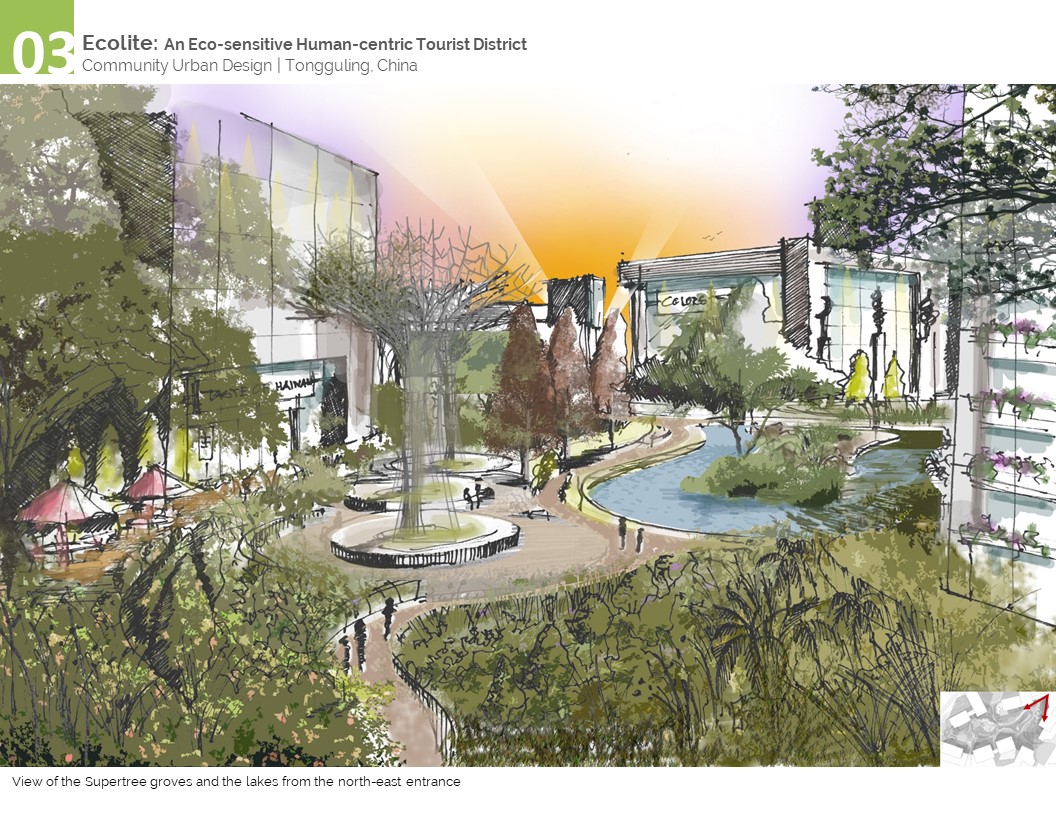 03
Ecolite: An Eco-sensitive Human-centric Tourist District
Community Urban Design | Tongguling, China
TASTE
HAINAN
View of the Supertree groves and the lakes from the north-east entrance